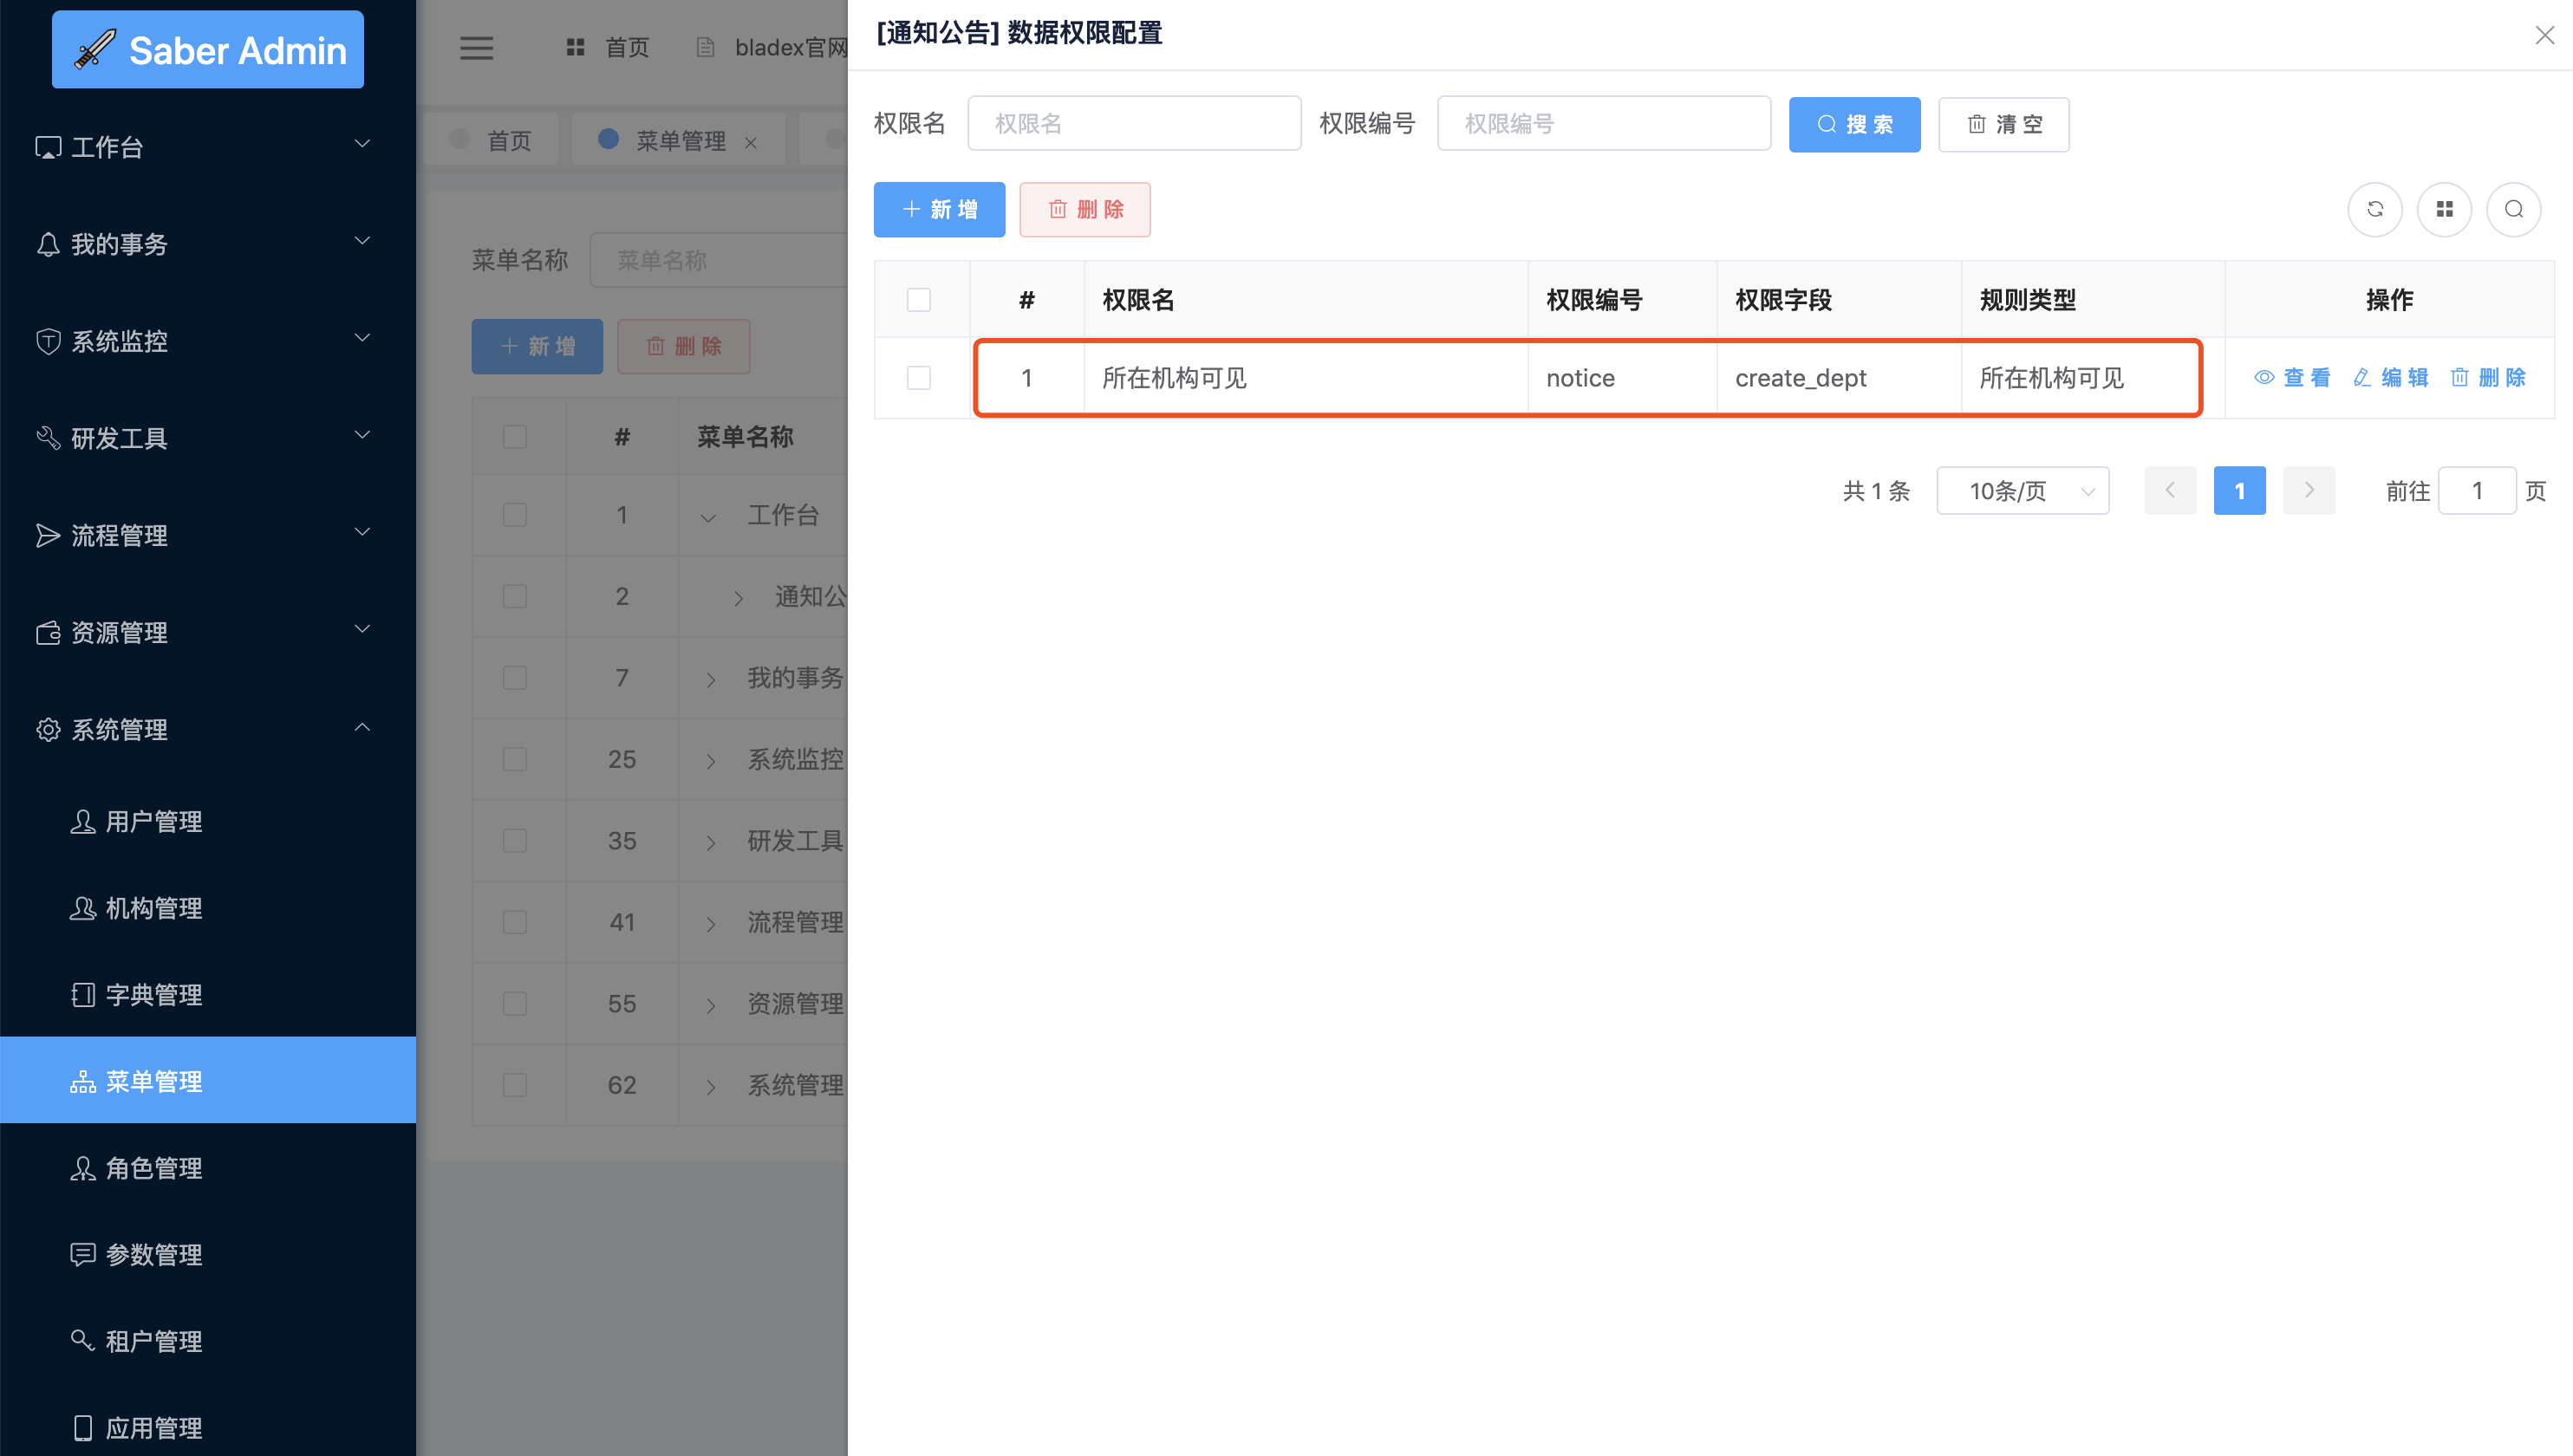 Saber Admin
工作台
我的事务
系统监控
研发工具
流程管理
资源管理
系统管理
用户管理
机构管理
字典管理
菜单管理
角色管理
参数管理
租户管理
应用管理
首页 bladex官网
首页 菜单管理
菜单名称 菜单名称
新 增 删 除
# 菜单名称
1 工作台
2 通知公
7 我的事务
25 系统监控
35 研发工具
41 流程管理
55 资源管理
62 系统管理
[通知公告] 数据权限配置
权限名 权限名 权限编号 权限编号 搜 索 清 空
新 增 删 除
# 权限名 权限编号 权限字段 规则类型 操作
1 所在机构可见 notice create_dept 所在机构可见 查 看 编 辑 删 除
共 1 条 10条/页 1 前往 1 页